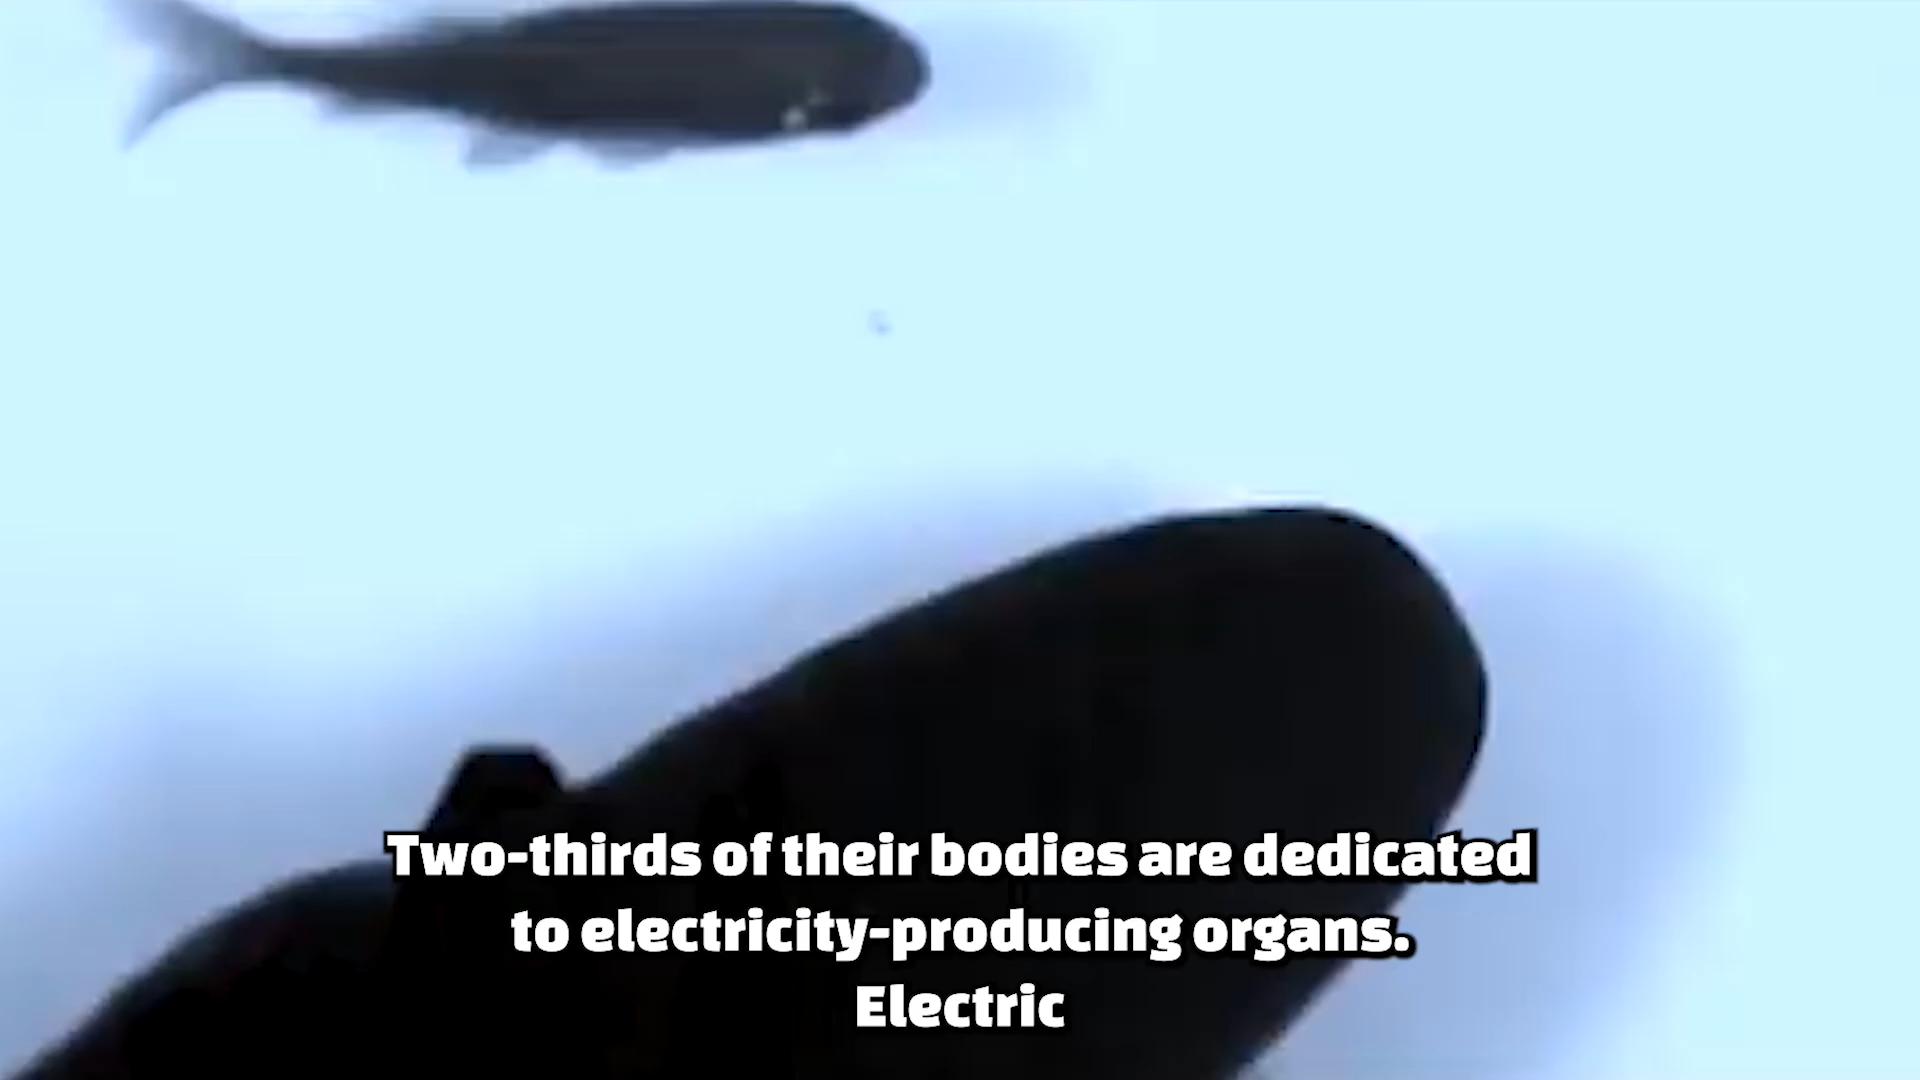 Two-thirds of their bodies are dedicated
to electricity-producing organs.
Electric